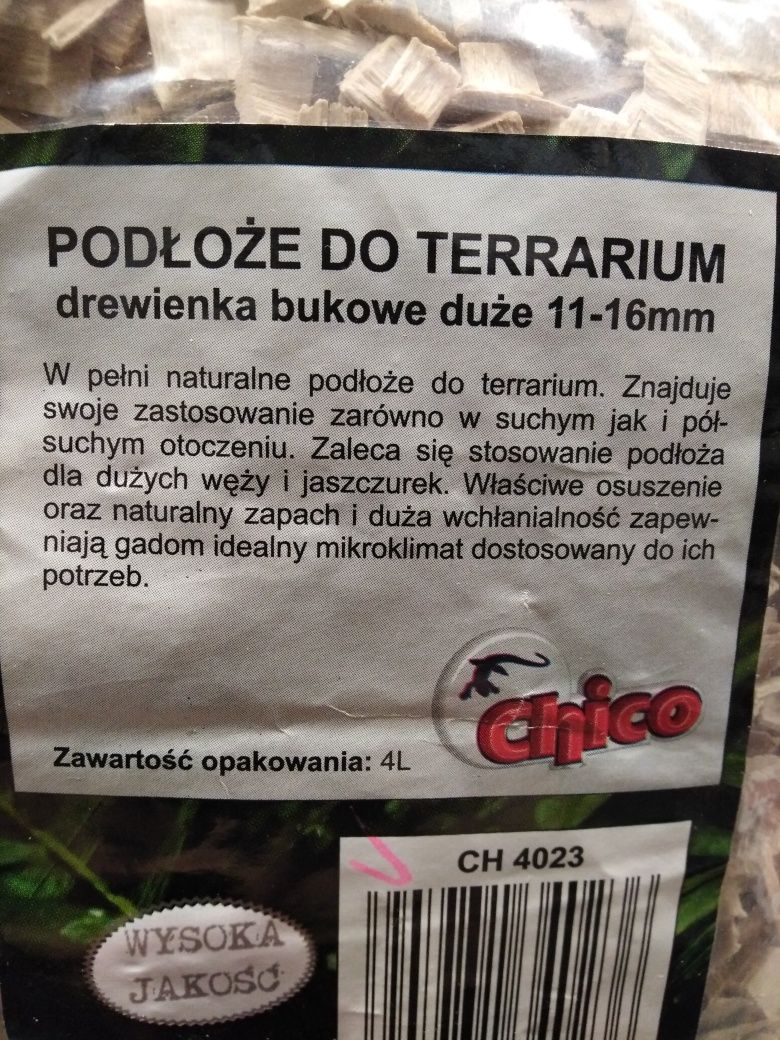 PODŁOŻE DO TERRARIUM
drewienka bukowe duże 11-16mm
W pełni naturalne podłoże do terrarium. Znajduje
swoje zastosowanie zarówno w suchym jak i pół-
suchym otoczeniu. Zaleca się stosowanie podłoża
dla dużych węży i jaszczurek. Właściwe osuszenie
oraz naturalny zapach i duża wchłanialność zapew-
niają gadom idealny mikroklimat dostosowany do ich
potrzeb.
Chico
Zawartość opakowania: 4L
CH 4023
WYSOKA
JAKOŚĆ